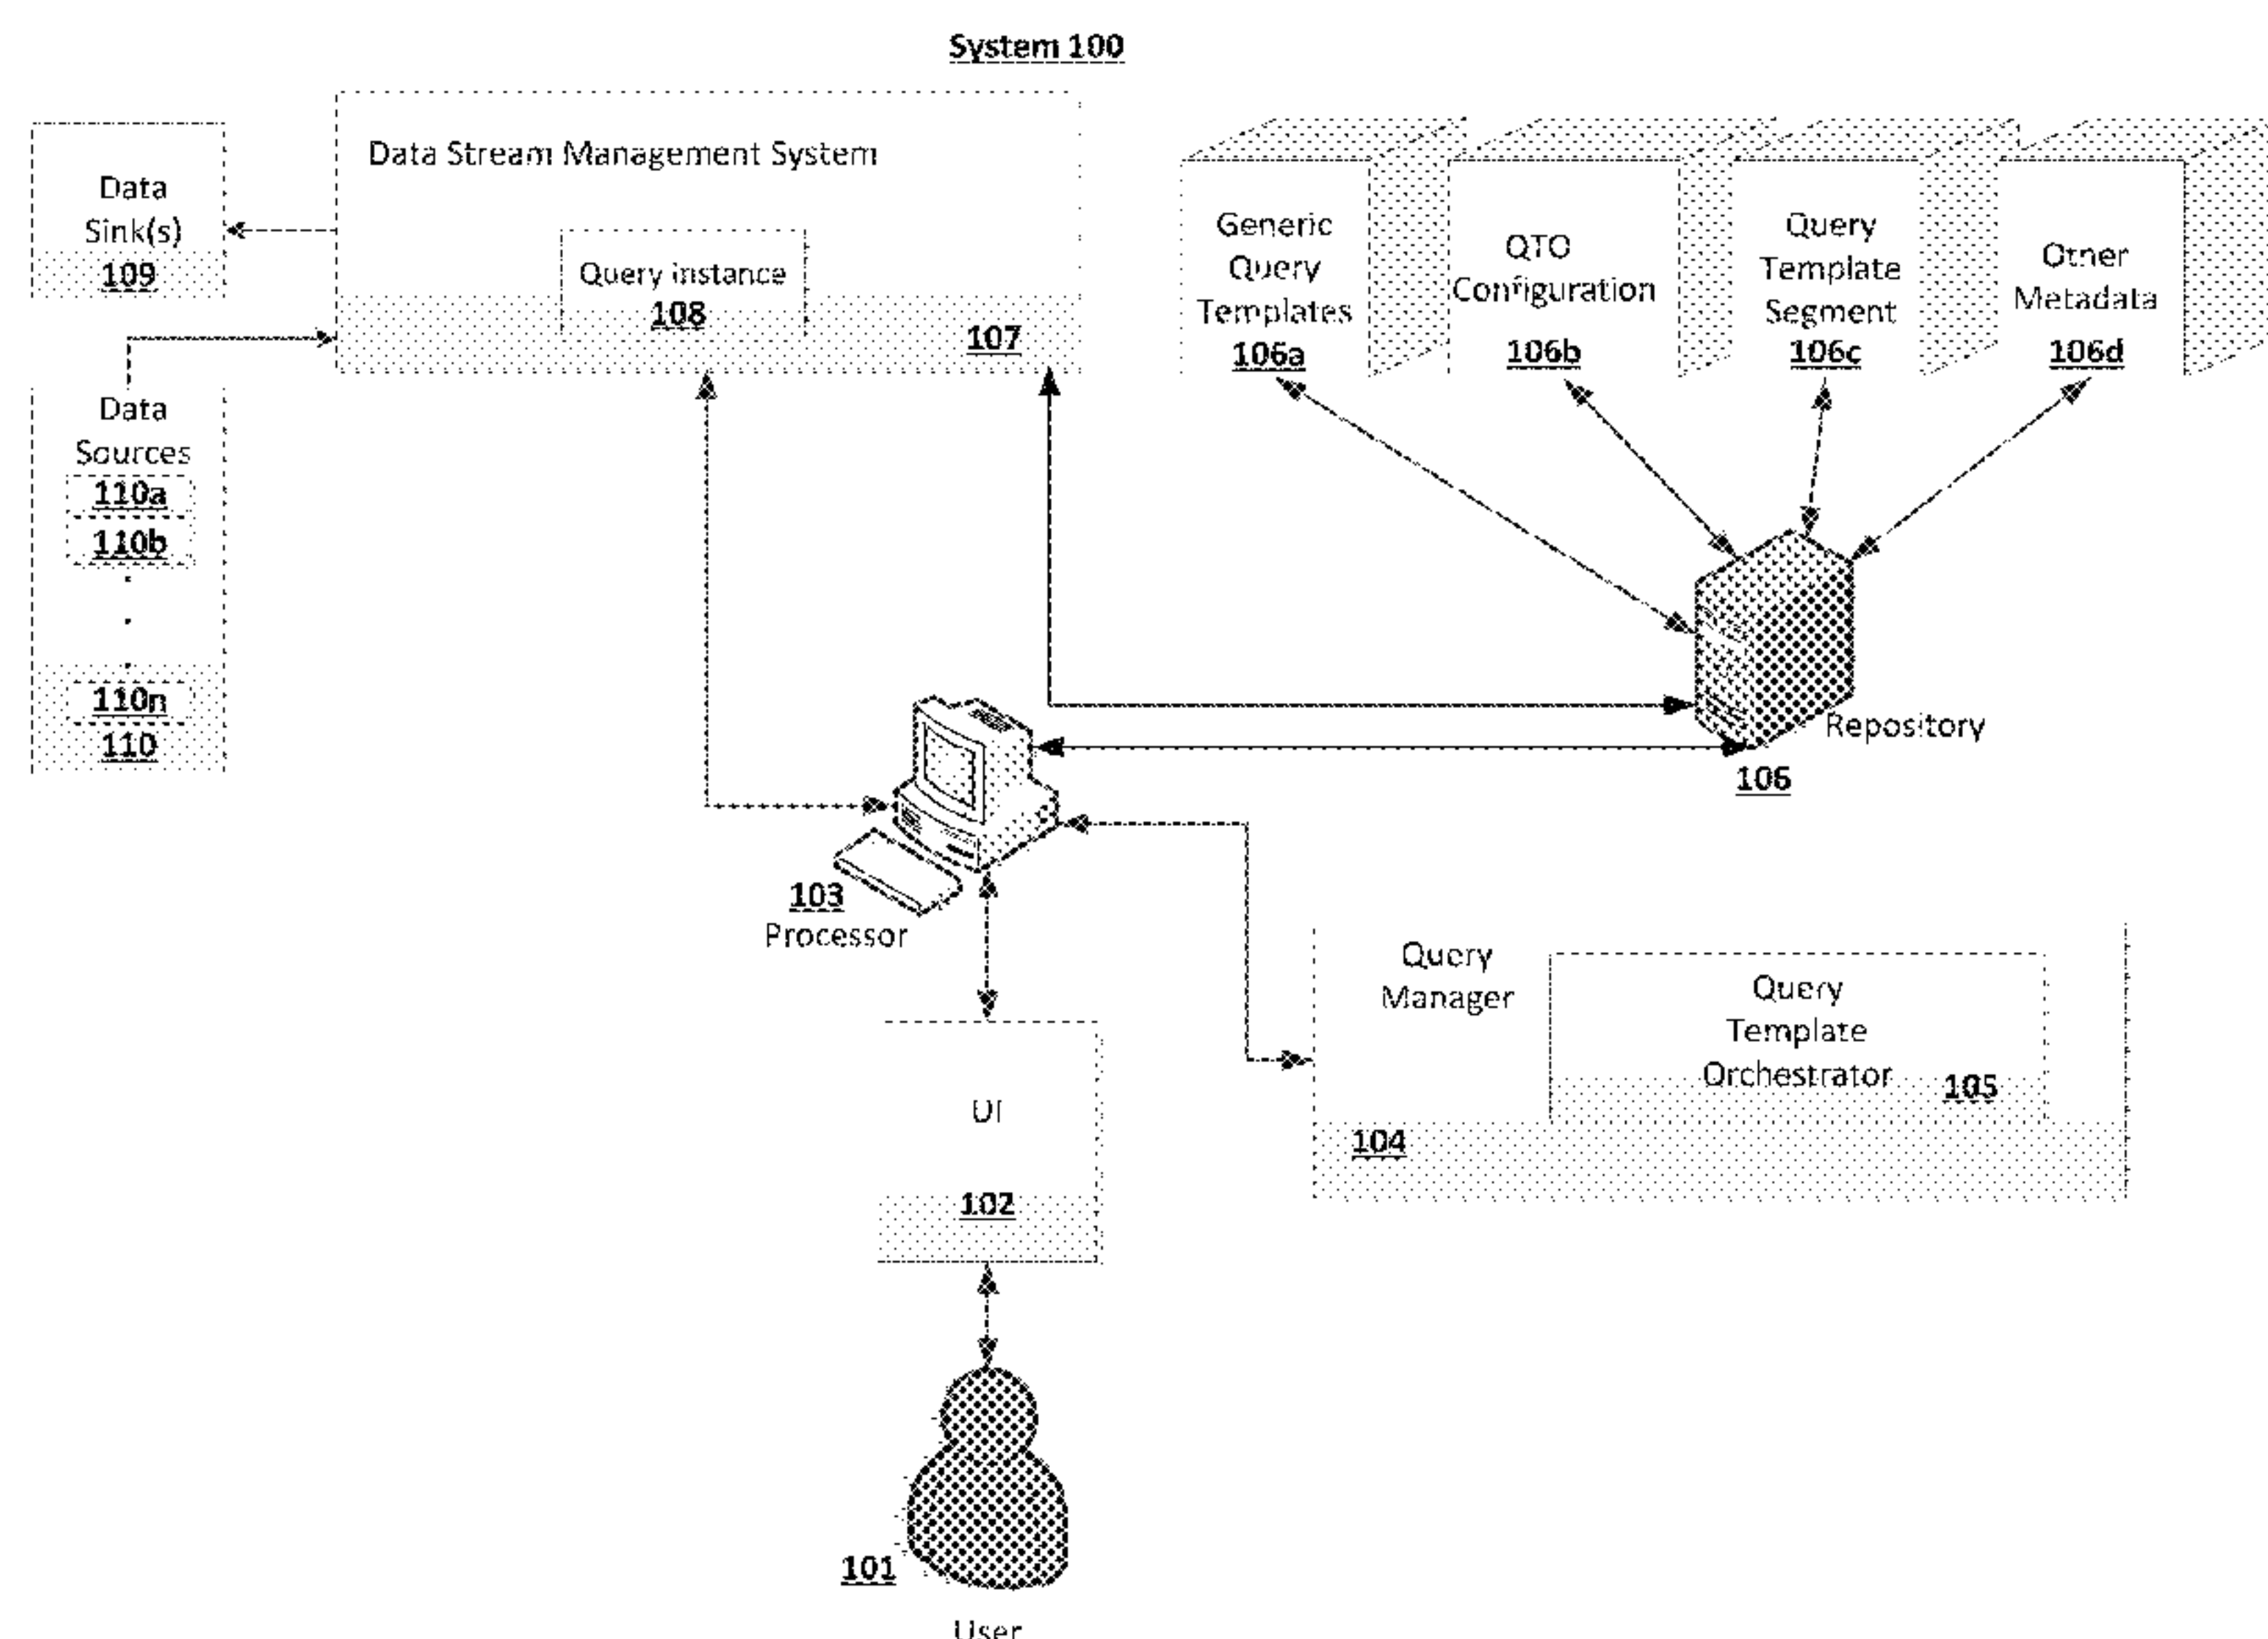 System 100
Data Stream Management System
Data
Sink(s)
109
Query instance
108
107
Generic
Query
Templates
106a
QTO
Configuration
106b
Query
Template
Segment
106c
Other
Metadata
106d
Data
Sources
110a
110b
110n
110
Repository
106
103
Processor
Query
Manager
104
Query
Template
Orchestrator
105
UI
102
101
User